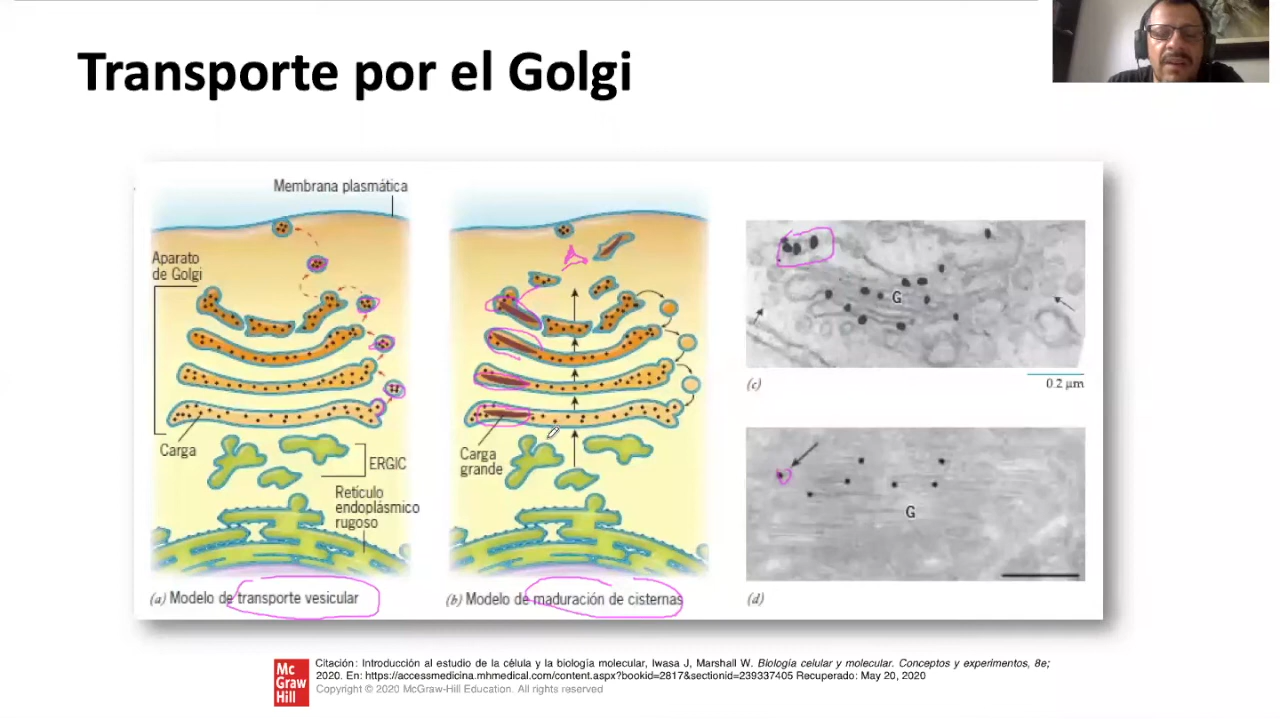 Transporte por el Golgi
Membrana plasmática
Aparato
de Golgi
Carga
ERGIC
Retículo
endoplásmico
rugoso
(a) Modelo de transporte vesicular
Carga
grande
(b) Modelo de maduración de cisternas
G
(c)
0.2 µm
G
(d)
Mc
Graw
Hill
Citación: Introducción al estudio de la célula y la biología molecular, Iwasa J, Marshall W. Biología celular y molecular. Conceptos y experimentos, 8e;
2020. En: https://accessmedicina.mhmedical.com/content.aspx?bookid=2817&sectionid=239337405 Recuperado: May 20, 2020
Copyright © 2020 McGraw-Hill Education. All rights reserved